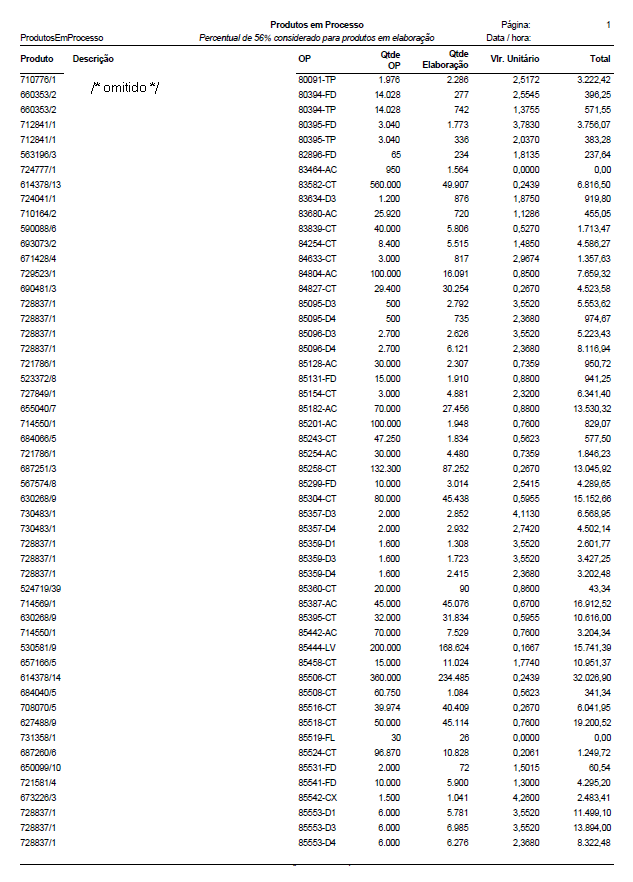 Produtos em Processo Página: 1
ProdutosEmProcesso Percentual de 56% considerado para produtos em elaboração Data / hora:
Produto Descrição OP Qtde OP Qtde Elaboração Vlr. Unitário Total
710776/1 /* omitido */ 80091-TP 1.976 2.286 2,5172 3.222,42
660353/2 80394-FD 14.028 277 2,5545 396,25
660353/2 80394-TP 14.028 742 1,3755 571,55
712841/1 80395-FD 3.040 1.773 3,7830 3.756,07
712841/1 80395-TP 3.040 336 2,0370 383,28
563196/3 82896-FD 65 234 1,8135 237,64
724777/1 83464-AC 950 1.564 0,0000 0,00
614378/13 83582-CT 560.000 49.907 0,2439 6.816,50
724041/1 83634-D3 1.200 876 1,8750 919,80
710164/2 83680-AC 25.920 720 1,1286 455,05
590088/6 83839-CT 40.000 5.806 0,5270 1.713,47
693073/2 84254-CT 8.400 5.515 1,4850 4.586,27
671428/4 84633-CT 3.000 817 2,9674 1.357,63
729523/1 84804-AC 100.000 16.091 0,8500 7.659,32
690481/3 84827-CT 29.400 30.254 0,2670 4.523,58
728837/1 85095-D3 500 2.792 3,5520 5.553,62
728837/1 85095-D4 500 735 2,3680 974,67
728837/1 85096-D3 2.700 2.626 3,5520 5.223,43
728837/1 85096-D4 2.700 6.121 2,3680 8.116,94
721786/1 85128-AC 30.000 2.307 0,7359 950,72
523372/8 85131-FD 15.000 1.910 0,8800 941,25
727849/1 85154-CT 3.000 4.881 2,3200 6.341,40
655040/7 85182-AC 70.000 27.456 0,8800 13.530,32
714550/1 85201-AC 100.000 1.948 0,7600 829,07
684066/5 85243-CT 47.250 1.834 0,5623 577,50
721786/1 85254-AC 30.000 4.480 0,7359 1.846,23
687251/3 85258-CT 132.300 87.252 0,2670 13.045,92
567574/8 85299-FD 10.000 3.014 2,5415 4.289,65
630268/9 85304-CT 80.000 45.438 0,5955 15.152,66
730483/1 85357-D3 2.000 2.852 4,1130 6.568,95
730483/1 85357-D4 2.000 2.932 2,7420 4.502,14
728837/1 85359-D1 1.600 1.308 3,5520 2.601,77
728837/1 85359-D3 1.600 1.723 3,5520 3.427,25
728837/1 85359-D4 1.600 2.415 2,3680 3.202,48
524719/39 85360-CT 20.000 90 0,8600 43,34
714569/1 85387-AC 45.000 45.076 0,6700 16.912,52
630268/9 85395-CT 32.000 31.834 0,5955 10.616,00
714550/1 85442-AC 70.000 7.529 0,7600 3.204,34
530581/9 85444-LV 200.000 168.624 0,1667 15.741,39
657166/5 85458-CT 15.000 11.024 1,7740 10.951,37
614378/14 85506-CT 360.000 234.485 0,2439 32.026,90
684040/5 85508-CT 60.750 1.084 0,5623 341,34
708070/5 85516-CT 39.974 40.409 0,2670 6.041,95
627488/9 85518-CT 50.000 45.114 0,7600 19.200,52
731358/1 85519-FL 30 26 0,0000 0,00
687260/6 85524-CT 96.870 10.828 0,2061 1.249,72
650099/10 85531-FD 2.000 72 1,5015 60,54
721581/4 85541-FD 10.000 5.900 1,3000 4.295,20
673226/3 85542-CX 1.500 1.041 4,2600 2.483,41
728837/1 85553-D1 6.000 5.781 3,5520 11.499,10
728837/1 85553-D3 6.000 6.985 3,5520 13.894,00
728837/1 85553-D4 6.000 6.276 2,3680 8.322,48